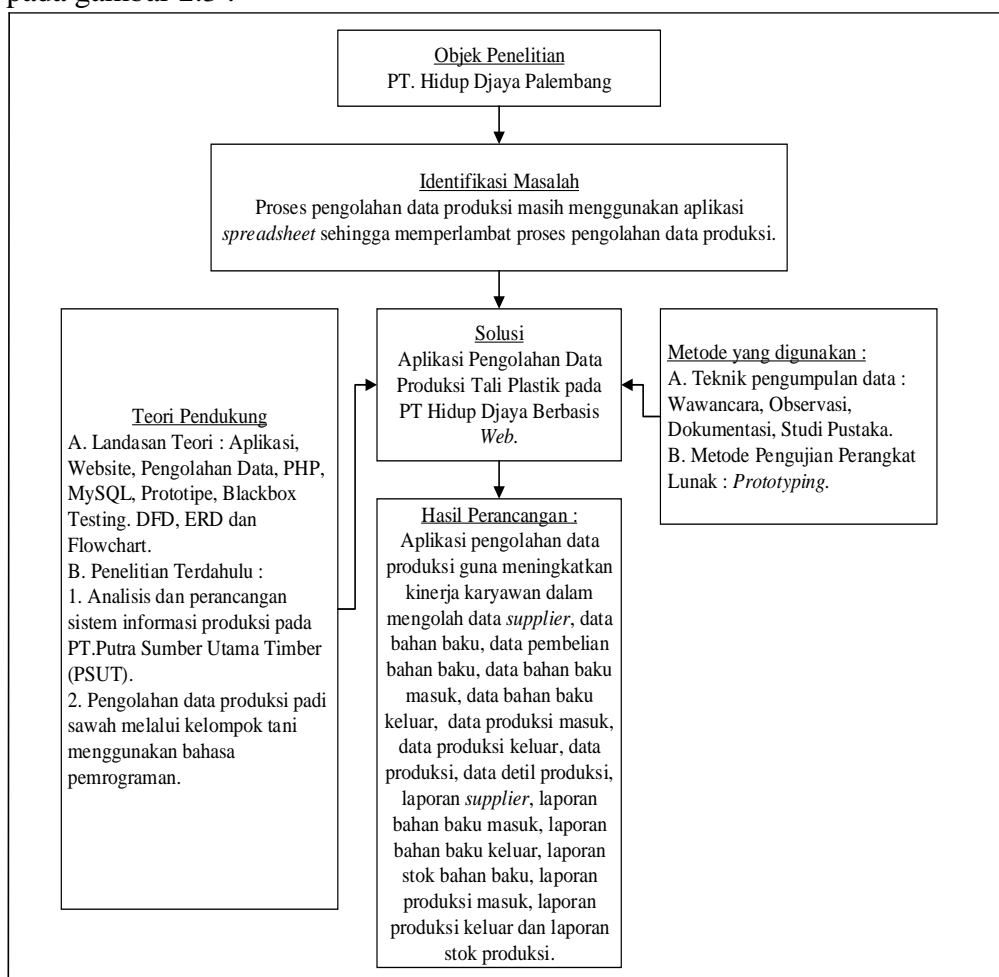 pada gambar 2.3 :
Objek Penelitian
PT. Hidup Djaya Palembang
Identifikasi Masalah
Proses pengolahan data produksi masih menggunakan aplikasi
spreadsheet sehingga memperlambat proses pengolahan data produksi.
Teori Pendukung
A. Landasan Teori : Aplikasi,
Website, Pengolahan Data, PHP,
MySQL, Prototipe, Blackbox
Testing. DFD, ERD dan
Flowchart.
B. Penelitian Terdahulu :
1. Analisis dan perancangan
sistem informasi produksi pada
PT.Putra Sumber Utama Timber
(PSUT).
2. Pengolahan data produksi padi
sawah melalui kelompok tani
menggunakan bahasa
pemrograman.
Solusi
Aplikasi Pengolahan Data
Produksi Tali Plastik pada
PT Hidup Djaya Berbasis
Web.
Metode yang digunakan :
A. Teknik pengumpulan data :
Wawancara, Observasi,
Dokumentasi, Studi Pustaka.
B. Metode Pengujian Perangkat
Lunak : Prototyping.
Hasil Perancangan :
Aplikasi pengolahan data
produksi guna meningkatkan
kinerja karyawan dalam
mengolah data supplier, data
bahan baku, data pembelian
bahan baku, data bahan baku
masuk, data bahan baku
keluar, data produksi masuk,
data produksi keluar, data
produksi, data detil produksi,
laporan supplier, laporan
bahan baku masuk, laporan
bahan baku keluar, laporan
stok bahan baku, laporan
produksi masuk, laporan
produksi keluar dan laporan
stok produksi.